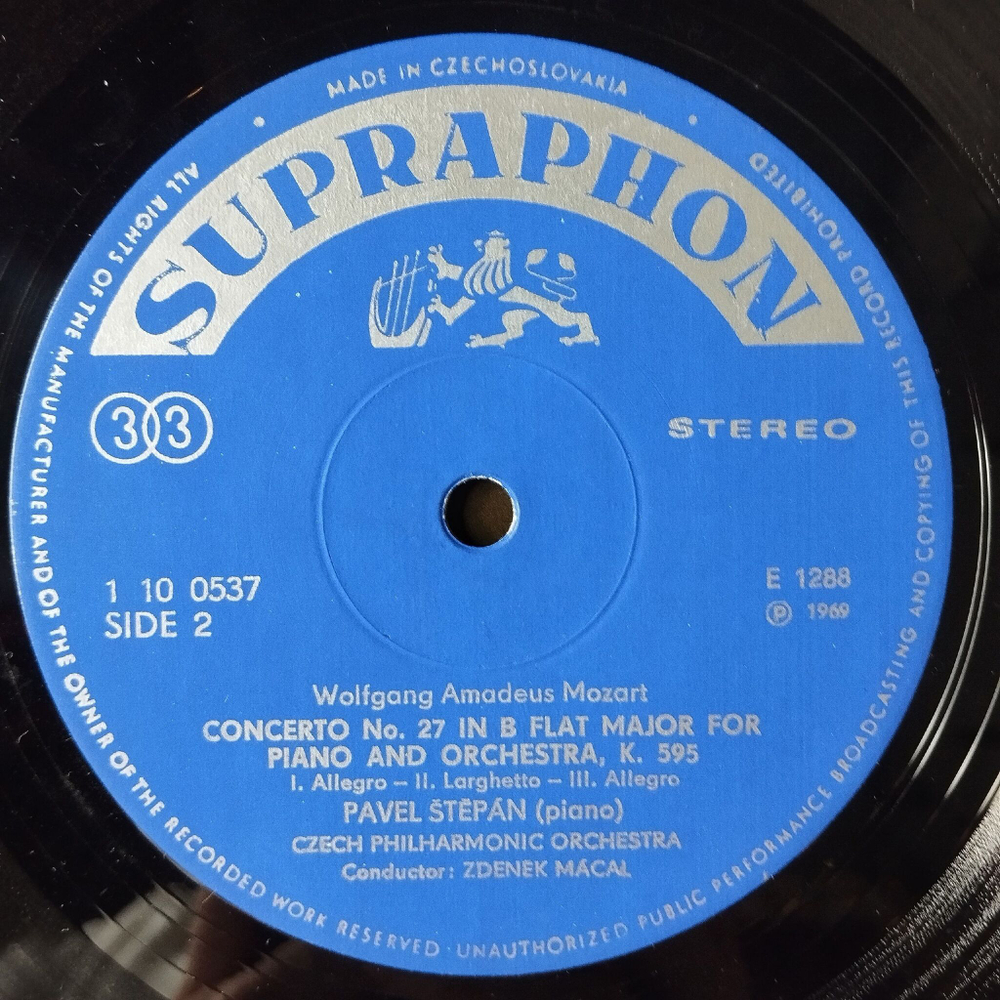 MADE IN CZECHOSLOVAKIA
SUPRAPHON
33
STEREO
1 10 0537
SIDE 2
E 1288
℗ 1969
Wolfgang Amadeus Mozart
CONCERTO No. 27 IN B FLAT MAJOR FOR
PIANO AND ORCHESTRA, K. 595
I. Allegro – II. Larghetto – III. Allegro
PAVEL ŠTĚPÁN (piano)
CZECH PHILHARMONIC ORCHESTRA
Conductor: ZDENEK MÁCAL
ALL RIGHTS OF THE MANUFACTURER AND OF THE OWNER OF THE RECORDED WORK RESERVED · UNAUTHORIZED PUBLIC PERFORMANCE BROADCASTING AND COPYING OF THIS RECORD PROHIBITED